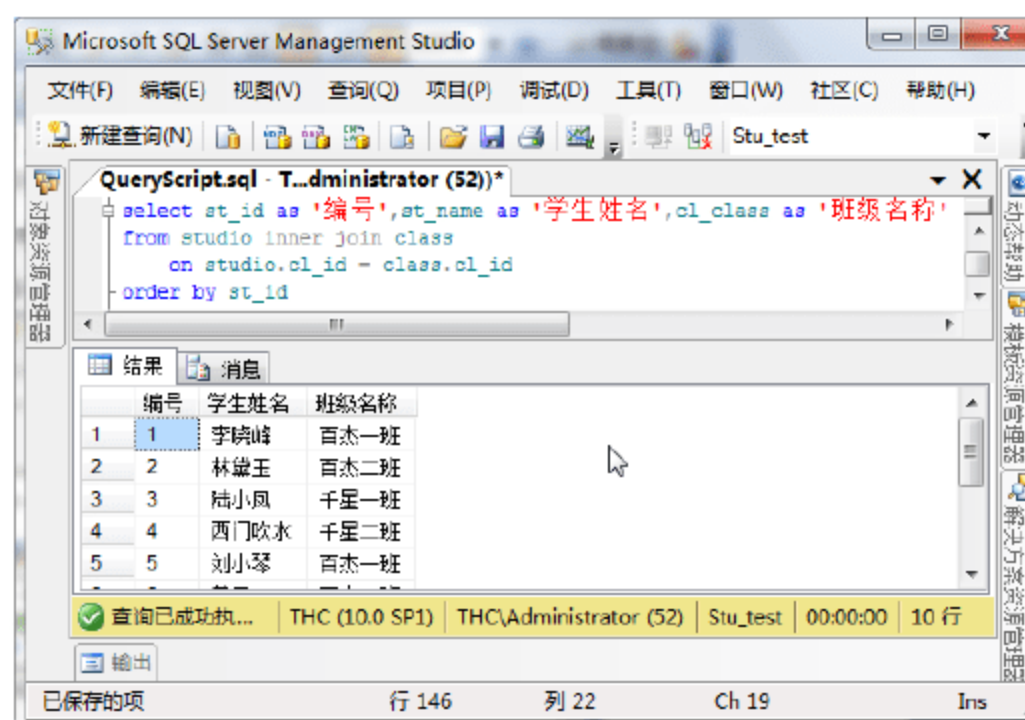 Microsoft SQL Server Management Studio
文件(F) 编辑(E) 视图(V) 查询(Q) 项目(P) 调试(D) 工具(T) 窗口(W) 社区(C) 帮助(H)
新建查询(N) Stu_test
QueryScript.sql - T...dministrator (52))*
select st_id as '编号',st_name as '学生姓名',cl_class as '班级名称'
from studio inner join class
on studio.cl_id = class.cl_id
order by st_id
对象资源管理器
动态帮助
模板资源管理器
解决方案资源管理器
结果 消息
编号 学生姓名 班级名称
1 1 李晓峰 百杰一班
2 2 林黛玉 百杰二班
3 3 陆小凤 千星一班
4 4 西门吹水 千星二班
5 5 刘小琴 百杰一班
查询已成功执... THC (10.0 SP1) THC\Administrator (52) Stu_test 00:00:00 10 行
输出
已保存的项 行 146 列 22 Ch 19 Ins